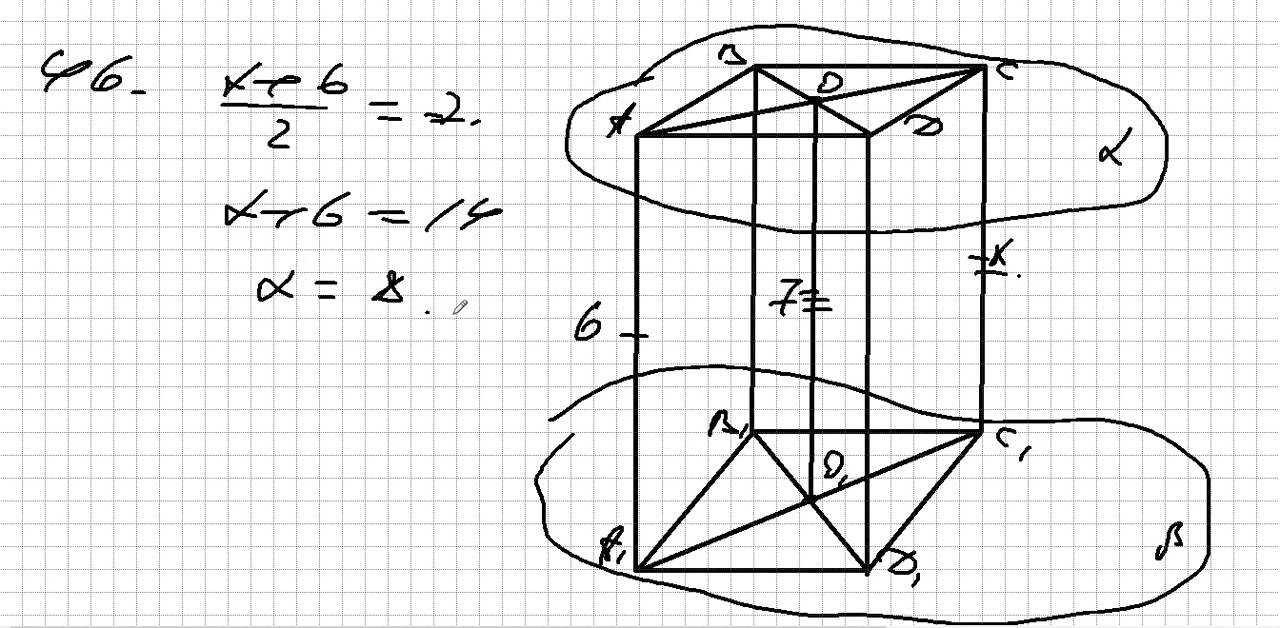 46.
x+6/2 = 7.
x+6 = 14
x = 8.
B
O
C
A
D
α
x.
7
6
B₁
C₁
O₁
A₁
D₁
β